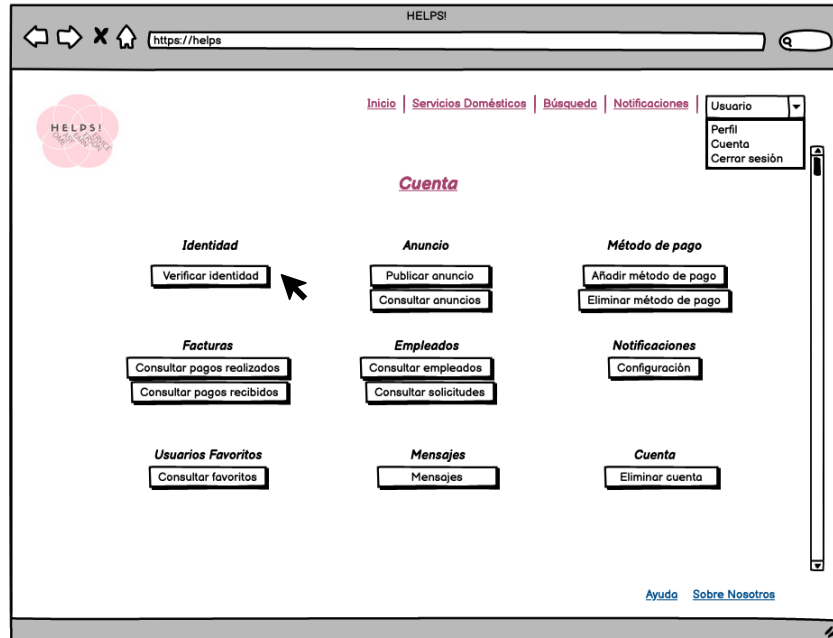 HELPS!
https://helps
HELPS!
Inicio Servicios Domésticos Búsqueda Notificaciones Usuario
Perfil
Cuenta
Cerrar sesión
Cuenta
Identidad Anuncio Método de pago
Verificar identidad Publicar anuncio Añadir método de pago
Consultar anuncios Eliminar método de pago
Facturas Empleados Notificaciones
Consultar pagos realizados Consultar empleados Configuración
Consultar pagos recibidos Consultar solicitudes
Usuarios Favoritos Mensajes Cuenta
Consultar favoritos Mensajes Eliminar cuenta
Ayuda Sobre Nosotros